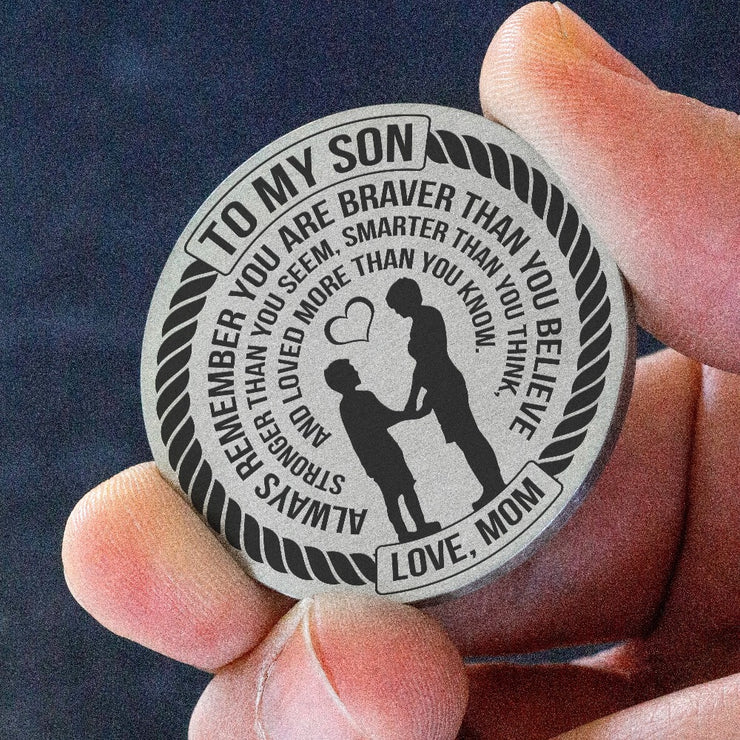 TO MY SON
ALWAYS REMEMBER YOU ARE BRAVER THAN YOU BELIEVE
STRONGER THAN YOU SEEM, SMARTER THAN YOU THINK,
AND LOVED MORE THAN YOU KNOW.
LOVE, MOM